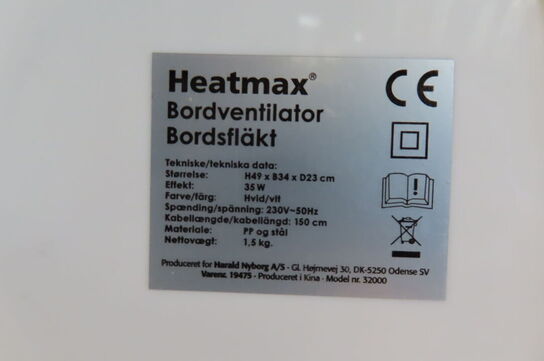 Heatmax®
Bordventilator
Bordsfläkt
Tekniske/tekniska data:
Størrelse: H49 x B34 x D23 cm
Effekt: 35 W
Farve/färg: Hvid/vit
Spænding/spänning: 230V~50Hz
Kabellængde/kabellängd: 150 cm
Materiale: PP og stål
Nettovægt: 1,5 kg.
Produceret for Harald Nyborg A/S - Gl. Højmevej 30, DK-5250 Odense SV
Varenr. 19475 - Produceret i Kina - Model nr. 32000
CE